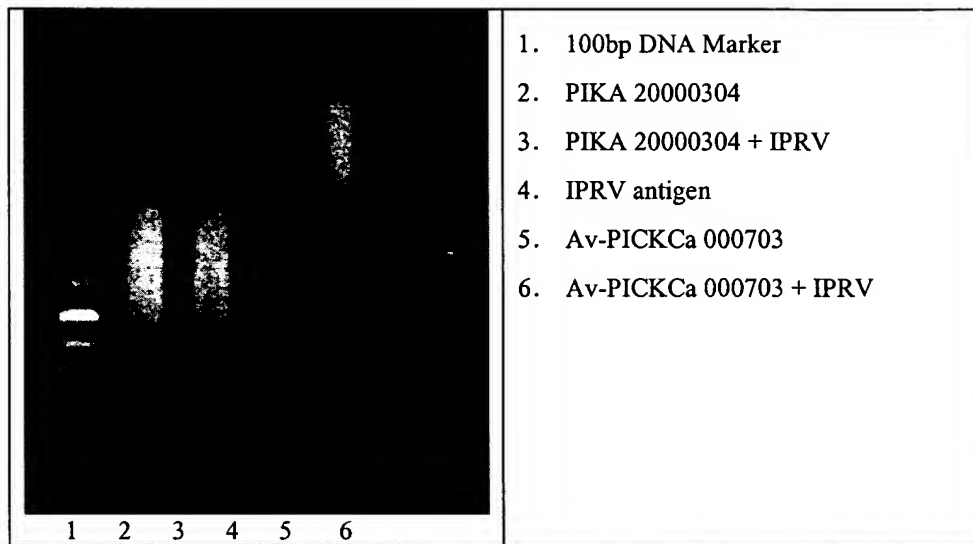 1. 100bp DNA Marker
2. PIKA 20000304
3. PIKA 20000304 + IPRV
4. IPRV antigen
5. Av-PICKCa 000703
6. Av-PICKCa 000703 + IPRV
1 2 3 4 5 6